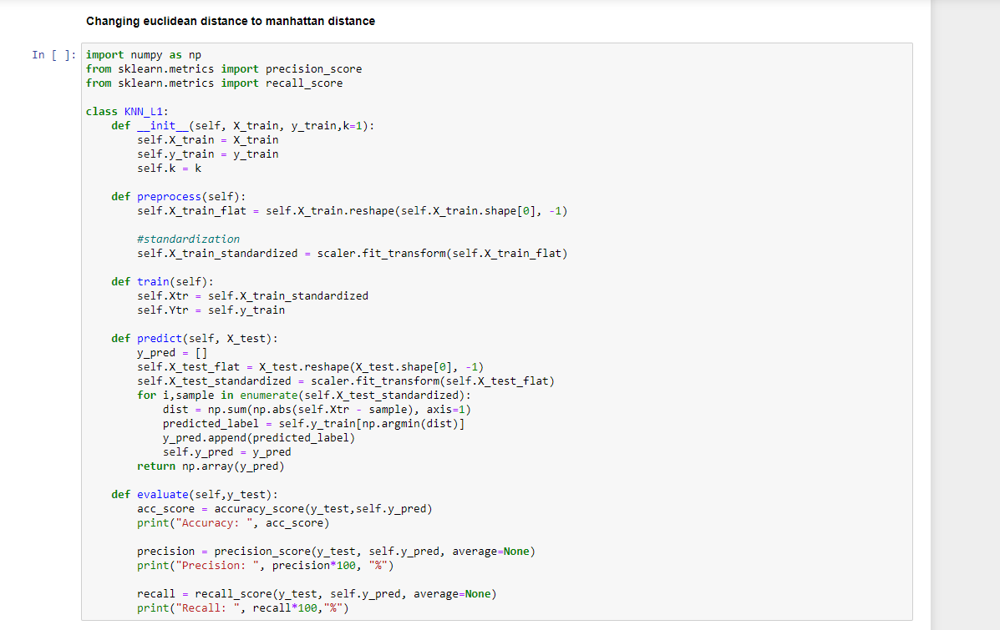 Changing euclidean distance to manhattan distance
In [ ]: import numpy as np
from sklearn.metrics import precision_score
from sklearn.metrics import recall_score
class KNN_L1:
def __init__(self, X_train, y_train,k=1):
self.X_train = X_train
self.y_train = y_train
self.k = k
def preprocess(self):
self.X_train_flat = self.X_train.reshape(self.X_train.shape[0], -1)
#standardization
self.X_train_standardized = scaler.fit_transform(self.X_train_flat)
def train(self):
self.Xtr = self.X_train_standardized
self.Ytr = self.y_train
def predict(self, X_test):
y_pred = []
self.X_test_flat = X_test.reshape(X_test.shape[0], -1)
self.X_test_standardized = scaler.fit_transform(self.X_test_flat)
for i,sample in enumerate(self.X_test_standardized):
dist = np.sum(np.abs(self.Xtr - sample), axis=1)
predicted_label = self.y_train[np.argmin(dist)]
y_pred.append(predicted_label)
self.y_pred = y_pred
return np.array(y_pred)
def evaluate(self,y_test):
acc_score = accuracy_score(y_test,self.y_pred)
print("Accuracy: ", acc_score)
precision = precision_score(y_test, self.y_pred, average=None)
print("Precision: ", precision*100, "%")
recall = recall_score(y_test, self.y_pred, average=None)
print("Recall: ", recall*100,"%")